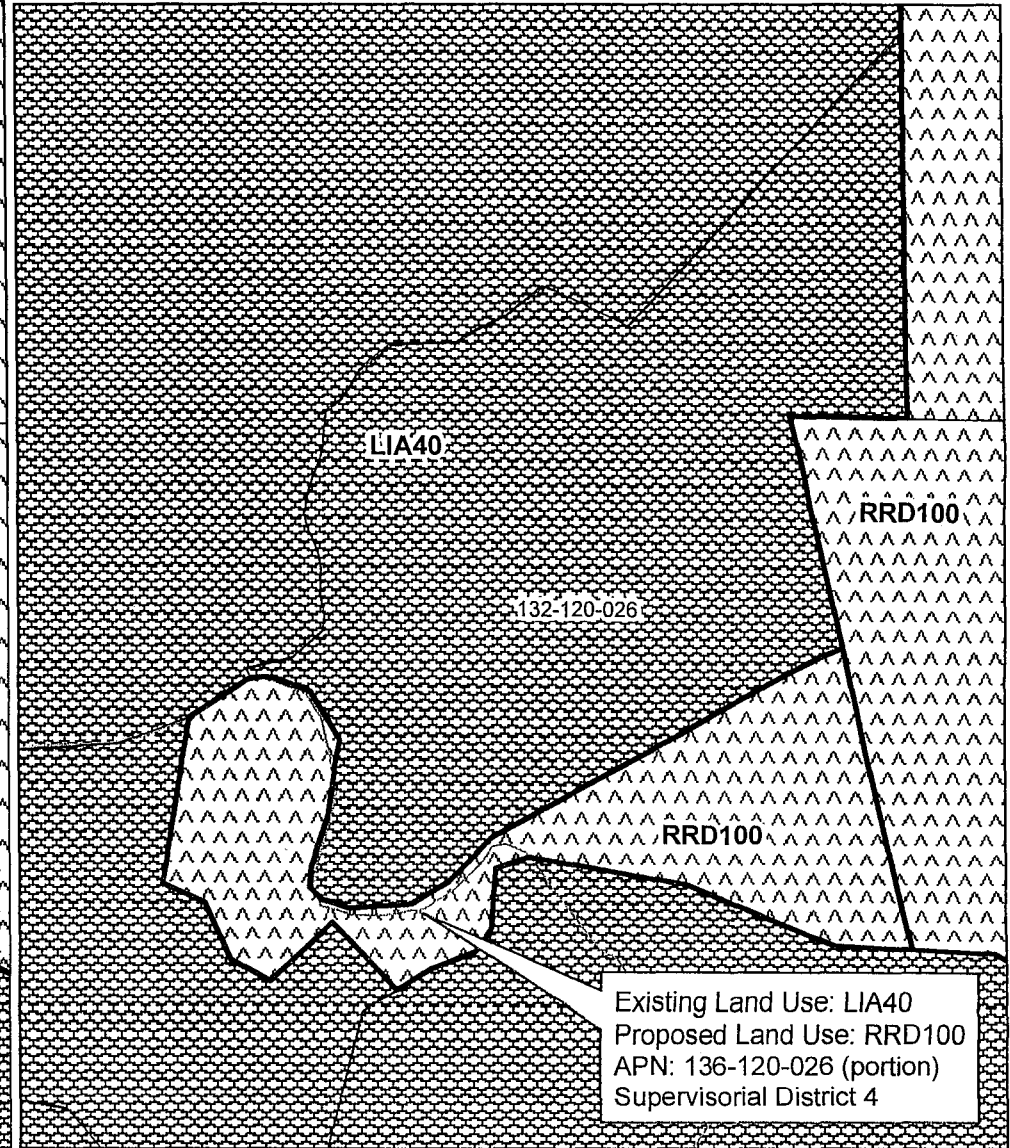 LIA40
RRD100
132-120-026
RRD100
Existing Land Use: LIA40
Proposed Land Use: RRD100
APN: 136-120-026 (portion)
Supervisorial District 4